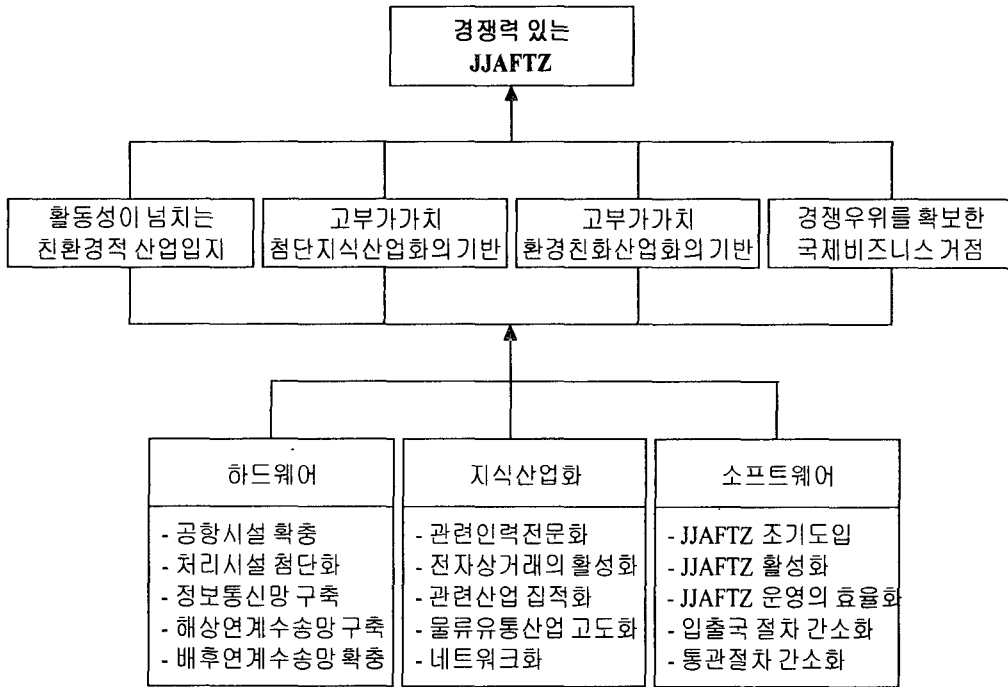 경쟁력 있는
JJAFTZ
활동성이 넘치는
친환경적 산업입지
고부가가치
첨단지식산업화의 기반
고부가가치
환경친화산업화의 기반
경쟁우위를 확보한
국제비즈니스 거점
하드웨어
- 공항시설 확충
- 처리시설 첨단화
- 정보통신망 구축
- 해상연계수송망 구축
- 배후연계수송망 확충
지식산업화
- 관련인력전문화
- 전자상거래의 활성화
- 관련산업 집적화
- 물류유통산업 고도화
- 네트워크화
소프트웨어
- JJAFTZ 조기도입
- JJAFTZ 활성화
- JJAFTZ 운영의 효율화
- 입출국 절차 간소화
- 통관절차 간소화